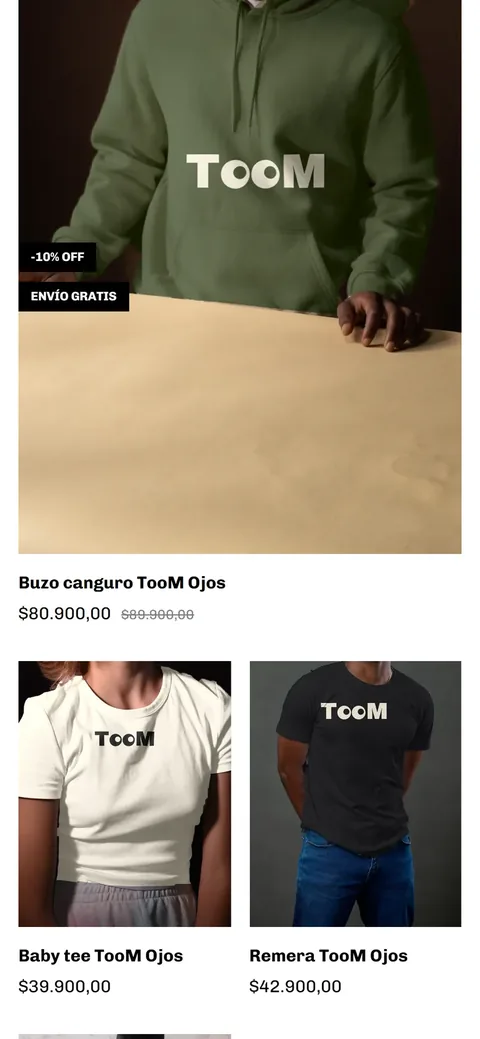 TooM
-10% OFF
ENVÍO GRATIS
Buzo canguro TooM Ojos
$80.900,00 $89.900,00
TooM
TooM
Baby tee TooM Ojos
Remera TooM Ojos
$39.900,00
$42.900,00